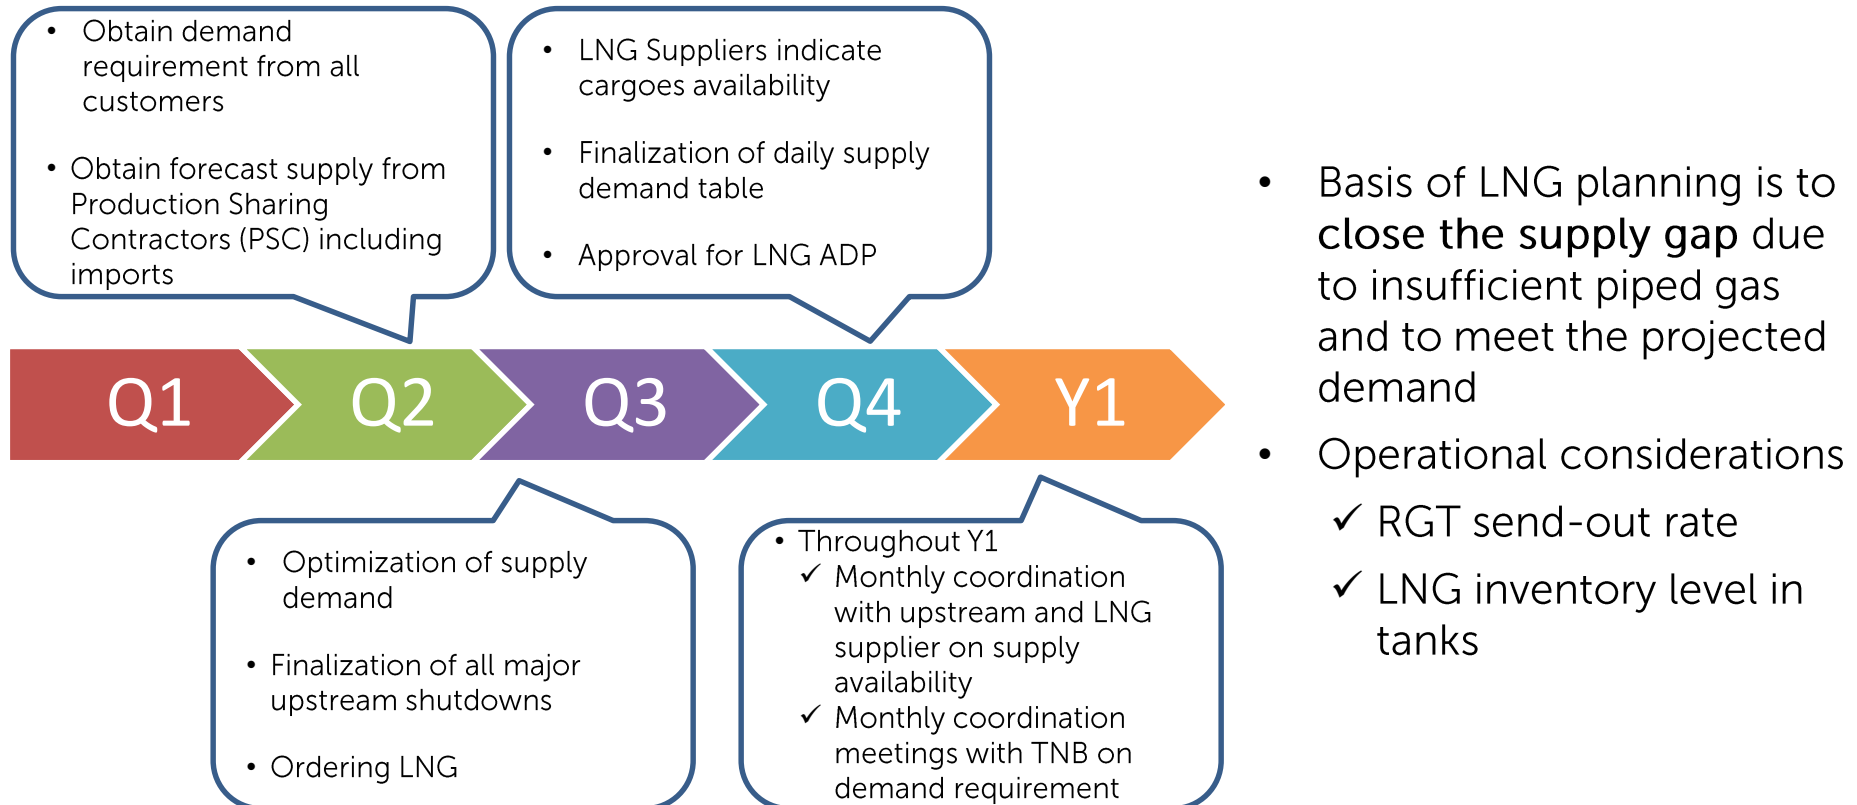 • Obtain demand
requirement from all
customers
• Obtain forecast supply from
Production Sharing
Contractors (PSC) including
imports
• LNG Suppliers indicate
cargoes availability
• Finalization of daily supply
demand table
• Approval for LNG ADP
Q1
Q2
Q3
Q4
Y1
• Optimization of supply
demand
• Finalization of all major
upstream shutdowns
• Ordering LNG
• Throughout Y1
✓ Monthly coordination
with upstream and LNG
supplier on supply
availability
✓ Monthly coordination
meetings with TNB on
demand requirement
• Basis of LNG planning is to
close the supply gap due
to insufficient piped gas
and to meet the projected
demand
• Operational considerations
✓ RGT send-out rate
✓ LNG inventory level in
tanks